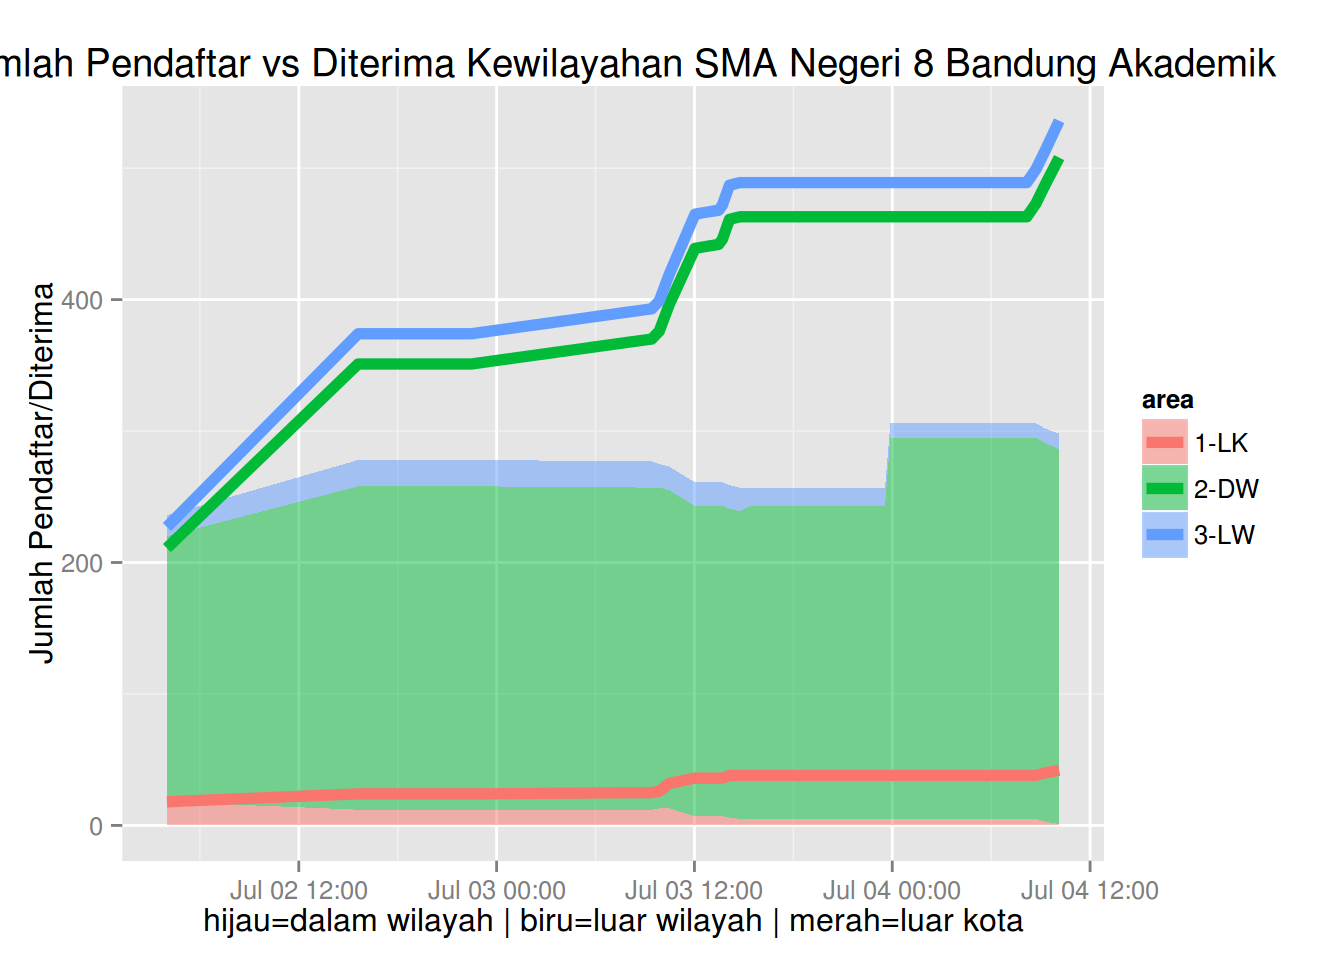 mlah Pendaftar vs Diterima Kewilayahan SMA Negeri 8 Bandung Akademik
Jumlah Pendaftar/Diterima
400
200
0
Jul 02 12:00
Jul 03 00:00
Jul 03 12:00
Jul 04 00:00
Jul 04 12:00
hijau=dalam wilayah | biru=luar wilayah | merah=luar kota
area
1-LK
2-DW
3-LW